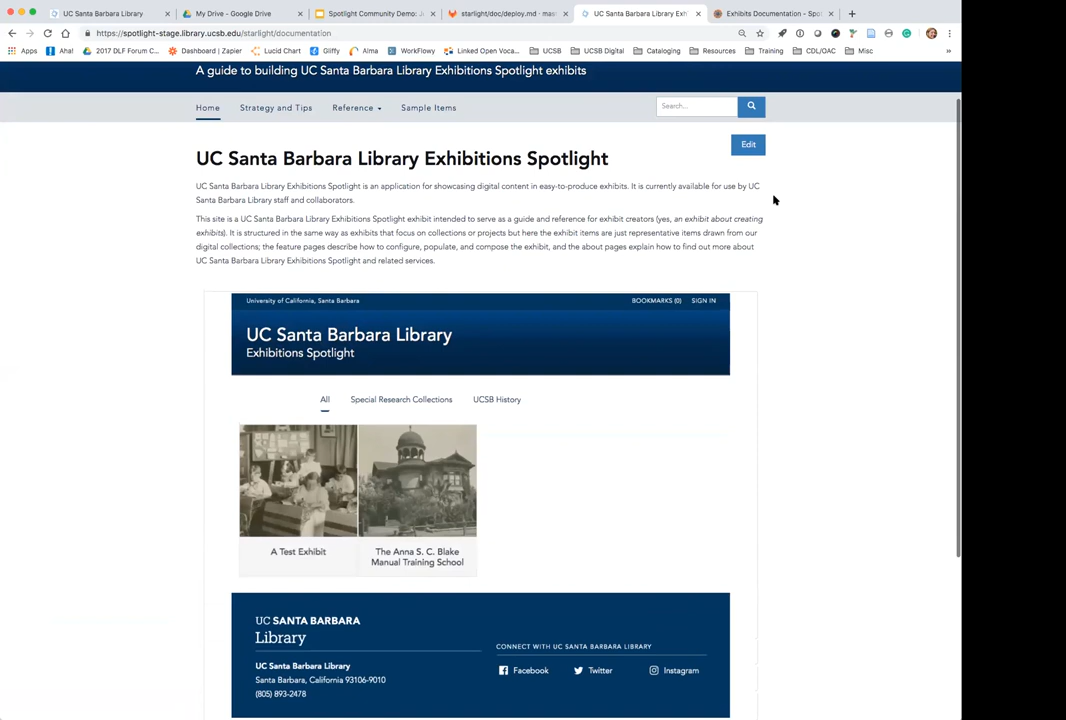 UC Santa Barbara Library
My Drive - Google Drive
Spotlight Community Demo: J
starlight/doc/deploy.md · mas
UC Santa Barbara Library Exh
Exhibits Documentation - Spo
https://spotlight-stage.library.ucsb.edu/starlight/documentation
Apps Aha! 2017 DLF Forum C... Dashboard | Zapier Lucid Chart Gliffy Alma WorkFlowy Linked Open Voca... UCSB UCSB Digital Cataloging Resources Training CDL/OAC Misc »
A guide to building UC Santa Barbara Library Exhibitions Spotlight exhibits
Home Strategy and Tips Reference Sample Items Search...
Edit
UC Santa Barbara Library Exhibitions Spotlight
UC Santa Barbara Library Exhibitions Spotlight is an application for showcasing digital content in easy-to-produce exhibits. It is currently available for use by UC
Santa Barbara Library staff and collaborators.
This site is a UC Santa Barbara Library Exhibitions Spotlight exhibit intended to serve as a guide and reference for exhibit creators (yes, an exhibit about creating
exhibits). It is structured in the same way as exhibits that focus on collections or projects but here the exhibit items are just representative items drawn from our
digital collections; the feature pages describe how to configure, populate, and compose the exhibit, and the about pages explain how to find out more about
UC Santa Barbara Library Exhibitions Spotlight and related services.
University of California, Santa Barbara BOOKMARKS (0) SIGN IN
UC Santa Barbara Library
Exhibitions Spotlight
All Special Research Collections UCSB History
A Test Exhibit
The Anna S. C. Blake
Manual Training School
UC SANTA BARBARA
Library
CONNECT WITH UC SANTA BARBARA LIBRARY
UC Santa Barbara Library
Facebook Twitter Instagram
Santa Barbara, California 93106-9010
(805) 893-2478